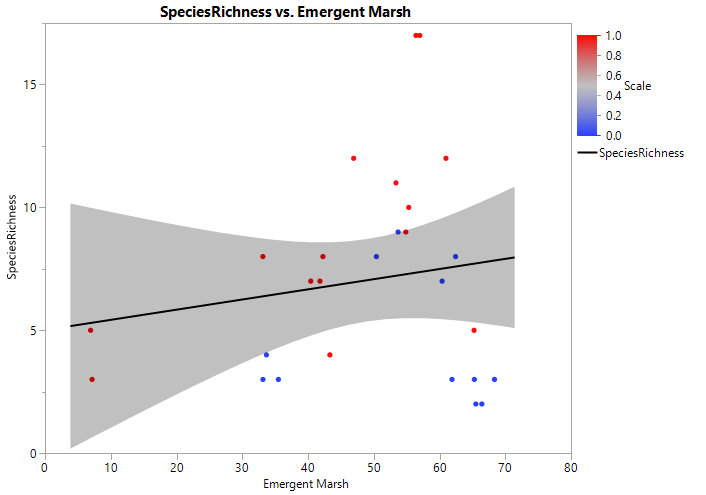 SpeciesRichness vs. Emergent Marsh
SpeciesRichness
15
10
5
0
0 10 20 30 40 50 60 70 80
Emergent Marsh
1.0
0.8
0.6
0.4
0.2
0.0
Scale
SpeciesRichness